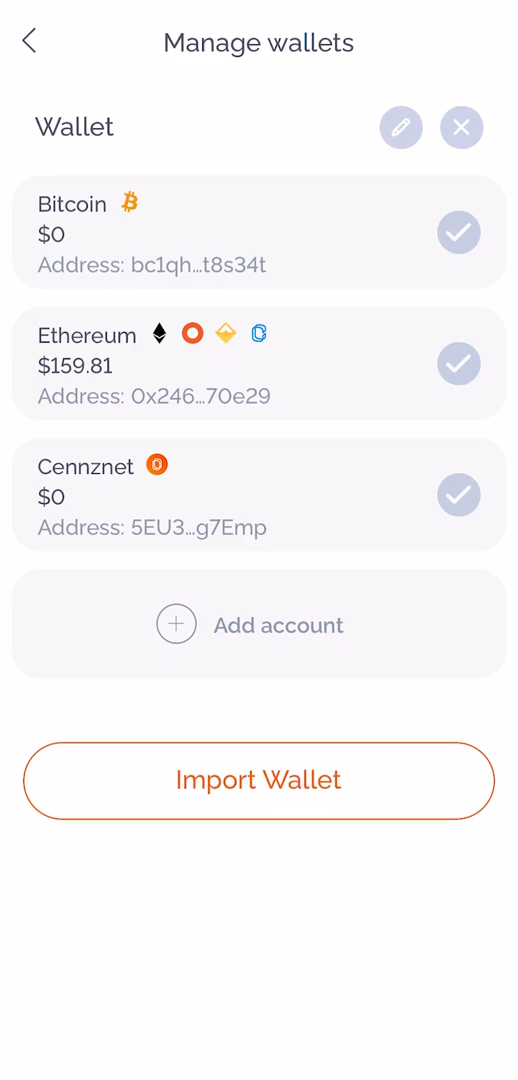 Manage wallets
Wallet
Bitcoin
$0
Address: bc1qh...t8s34t
Ethereum
$159.81
Address: 0x246...70e29
Cennznet
$0
Address: 5EU3...g7Emp
Add account
Import Wallet